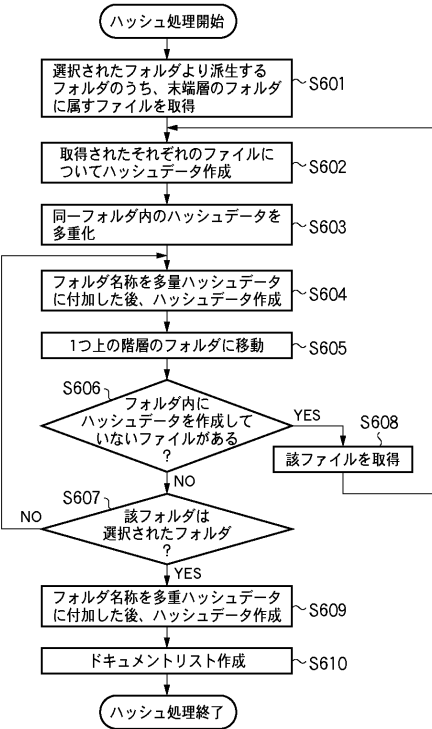 ハッシュ処理開始
選択されたフォルダより派生する
フォルダのうち、末端層のフォルダ
に属すファイルを取得
S601
取得されたそれぞれのファイルに
ついてハッシュデータ作成
S602
同一フォルダ内のハッシュデータを
多重化
S603
フォルダ名称を多量ハッシュデータ
に付加した後、ハッシュデータ作成
S604
1つ上の階層のフォルダに移動
S605
S606
フォルダ内に
ハッシュデータを作成して
いないファイルがある
?
YES
S608
該ファイルを取得
NO
S607
該フォルダは
選択されたフォルダ
?
NO
YES
フォルダ名称を多重ハッシュデータ
に付加した後、ハッシュデータ作成
S609
ドキュメントリスト作成
S610
ハッシュ処理終了